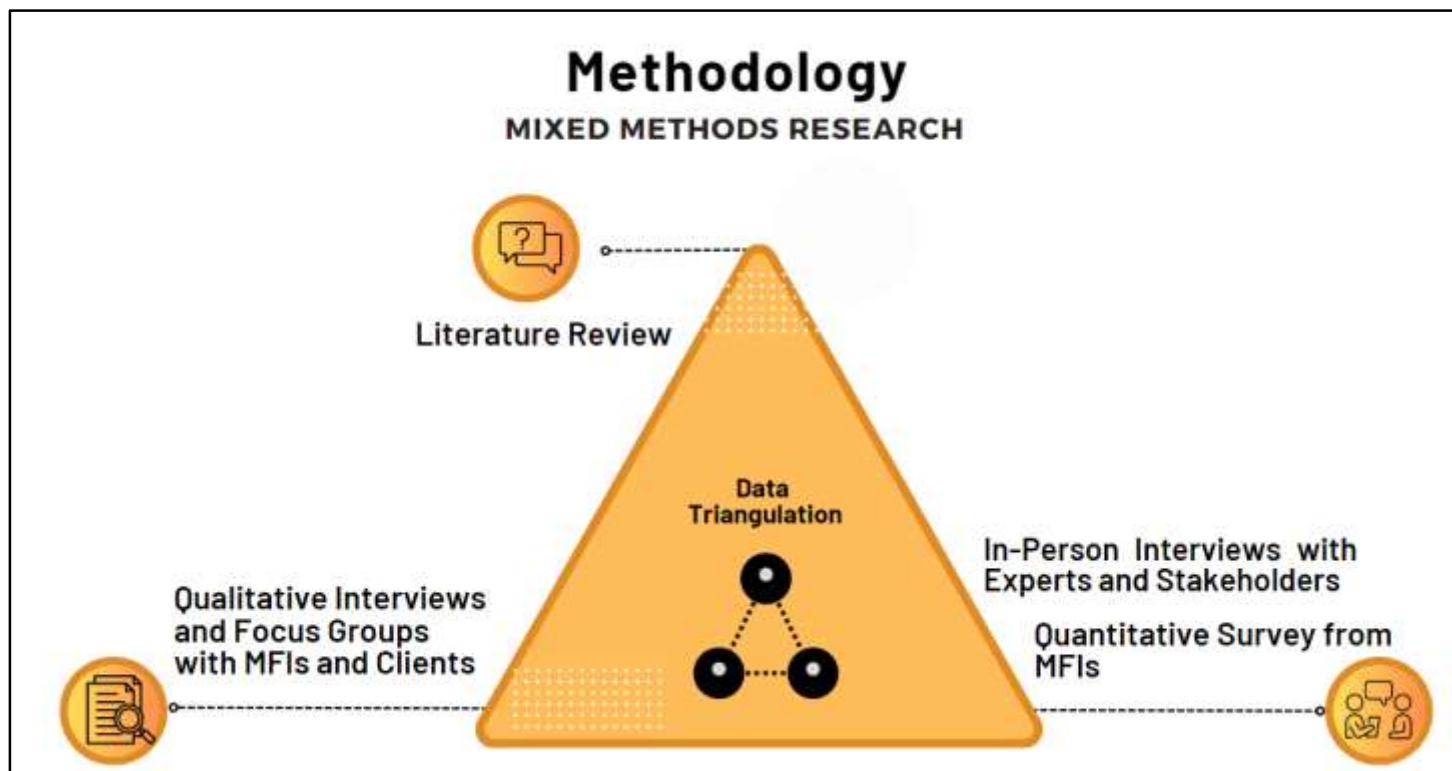 Methodology
MIXED METHODS RESEARCH
?
Literature Review
Data
Triangulation
Qualitative Interviews
and Focus Groups
with MFIs and Clients
In-Person Interviews with
Experts and Stakeholders
Quantitative Survey from
MFIs